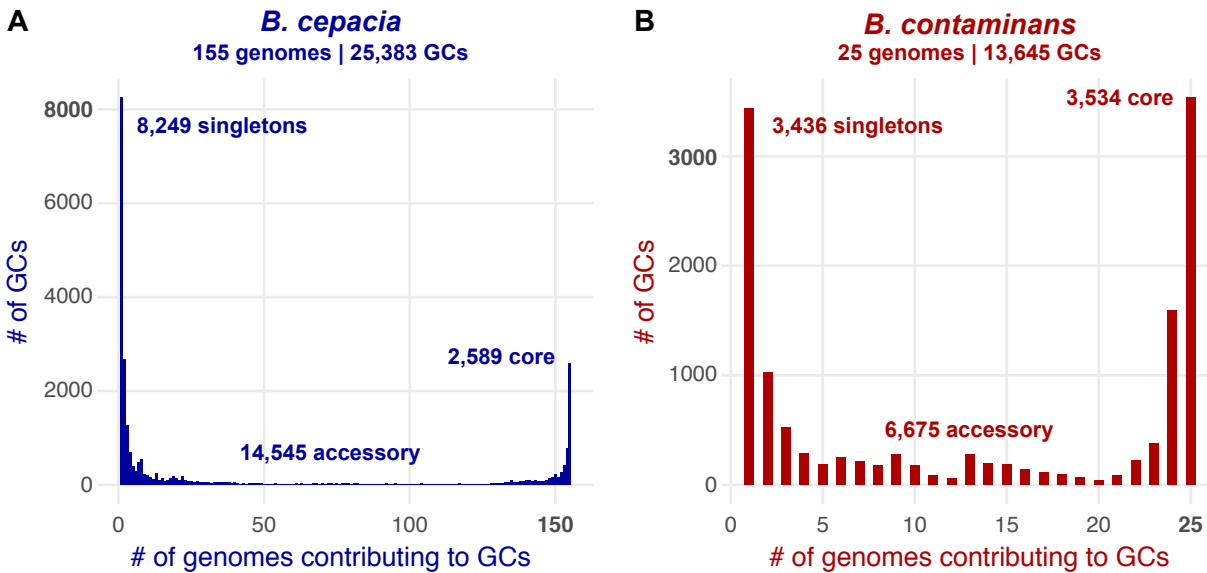 A
B. cepacia
155 genomes | 25,383 GCs
8,249 singletons
2,589 core
14,545 accessory
# of GCs
8000
6000
4000
2000
0
0
50
100
150
# of genomes contributing to GCs
B
B. contaminans
25 genomes | 13,645 GCs
3,534 core
3,436 singletons
6,675 accessory
# of GCs
3000
2000
1000
0
0
5
10
15
20
25
# of genomes contributing to GCs